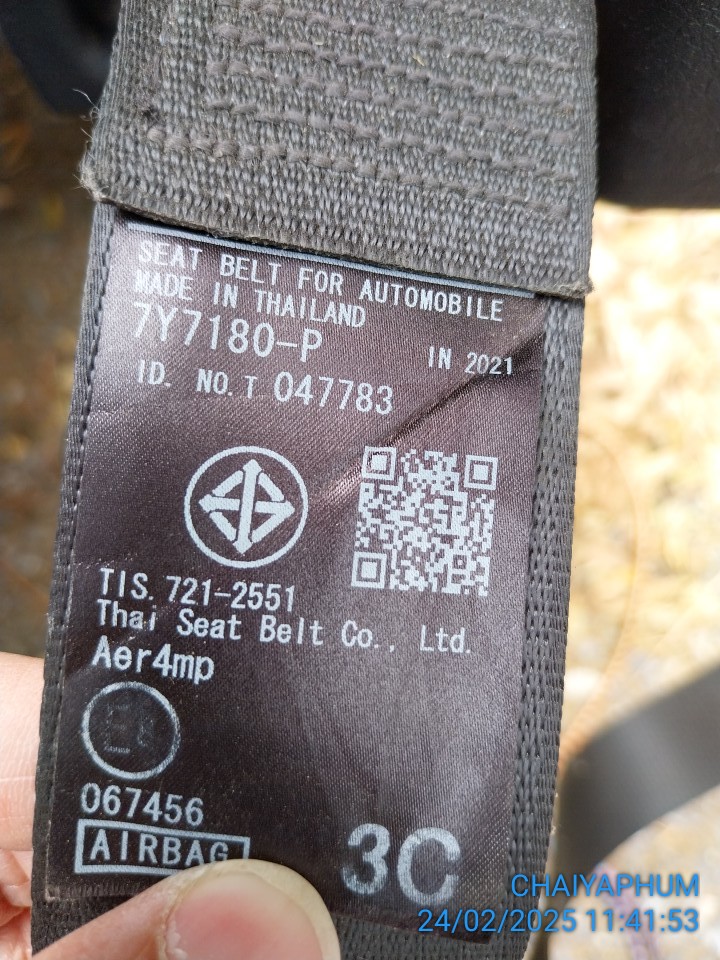 SEAT BELT FOR AUTOMOBILE
MADE IN THAILAND
7Y7180-P
IN 2021
ID. NO.T 047783
TIS.721-2551
Thai Seat Belt Co., Ltd.
Aer4mp
067456
AIRBAG
3C
CHAIYAPHUM
24/02/2025 11:41:53